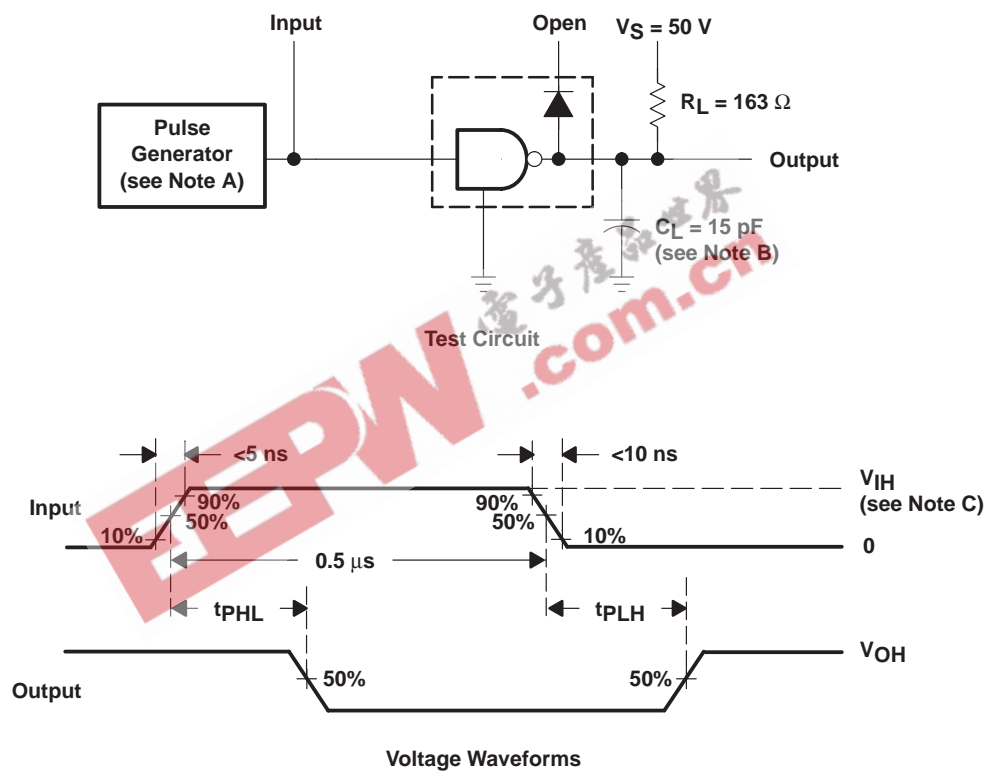 Input
Open
VS = 50 V
Pulse
Generator
(see Note A)
RL = 163 Ω
Output
CL = 15 pF
(see Note B)
電子產品世界
.com.cn
EEPW
Test Circuit
<5 ns
<10 ns
VIH
(see Note C)
Input
90%
90%
50%
50%
10%
10%
0
0.5 μs
tPHL
tPLH
VOH
50%
50%
Output
Voltage Waveforms